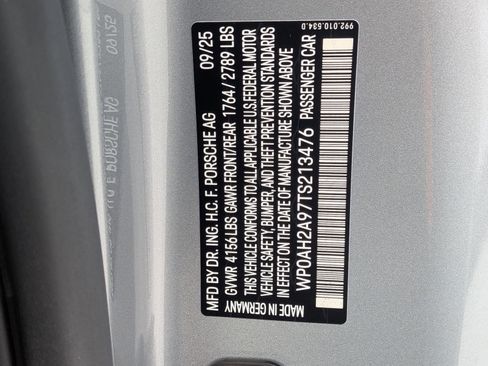 992.010.534.D
MFD BY DR. ING. H.C. F. PORSCHE AG 09/25
GVWR 4156 LBS GAWR FRONT/REAR 1764/ 2789 LBS
THIS VEHICLE CONFORMS TO ALL APPLICABLE U.S. FEDERAL MOTOR
VEHICLE SAFETY, BUMPER, AND THEFT PREVENTION STANDARDS
IN EFFECT ON THE DATE OF MANUFACTURE SHOWN ABOVE
WP0AH2A97TS213476 PASSENGER CAR
MADE IN GERMANY